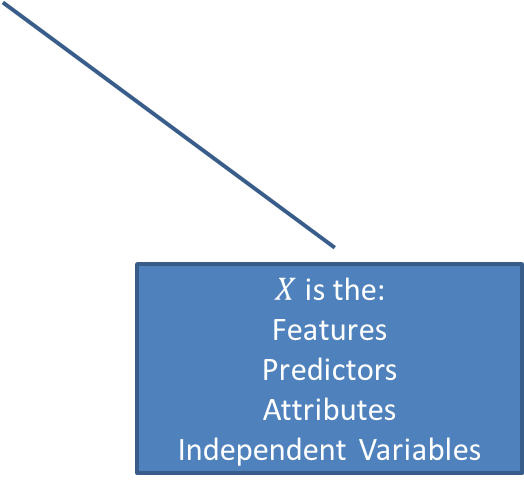 X is the:
Features
Predictors
Attributes
Independent Variables